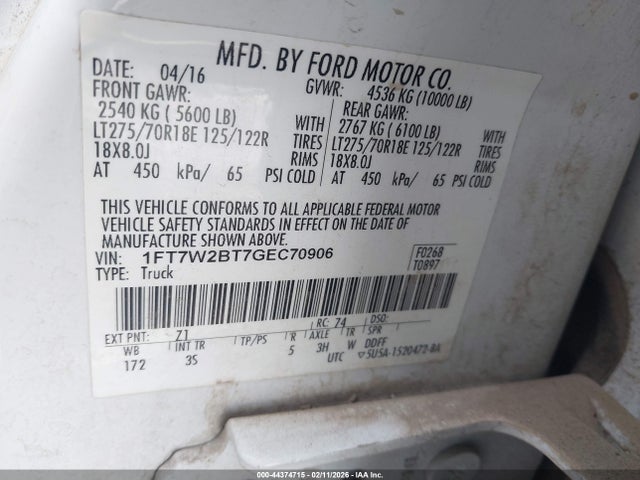 MFD. BY FORD MOTOR CO.
DATE: 04/16 GVWR: 4536 KG (10000 LB)
FRONT GAWR: REAR GAWR:
2540 KG ( 5600 LB) WITH 2767 KG ( 6100 LB) WITH
LT275/70R18E 125/122R TIRES LT275/70R18E 125/122R TIRES
18X8.0J RIMS 18X8.0J RIMS
AT 450 kPa/ 65 PSI COLD AT 450 kPa/ 65 PSI COLD
THIS VEHICLE CONFORMS TO ALL APPLICABLE FEDERAL MOTOR
VEHICLE SAFETY STANDARDS IN EFFECT ON THE DATE OF
MANUFACTURE SHOWN ABOVE.
VIN: 1FT7W2BT7GEC70906 F0268
TYPE: Truck T0897
EXT PNT: Z1 RC: 74 DSO:
WB INT TR TP/PS R AXLE TR SPR
172 3S 5 3H W DDFF
UTC ▽5U5A-1520472-BA
000-44374715 - 02/11/2026 - IAA Inc.